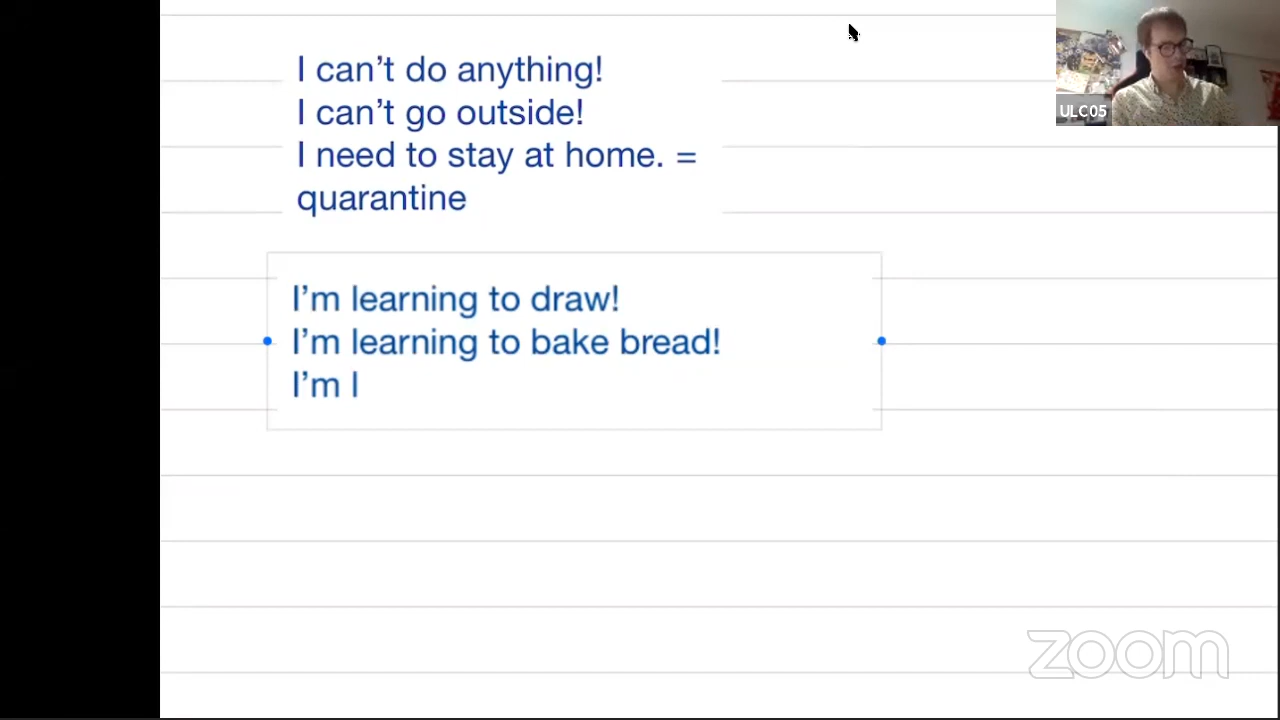 I can't do anything!
I can't go outside!
I need to stay at home. =
quarantine
I'm learning to draw!
I'm learning to bake bread!
I'm l
ULC05
zoom